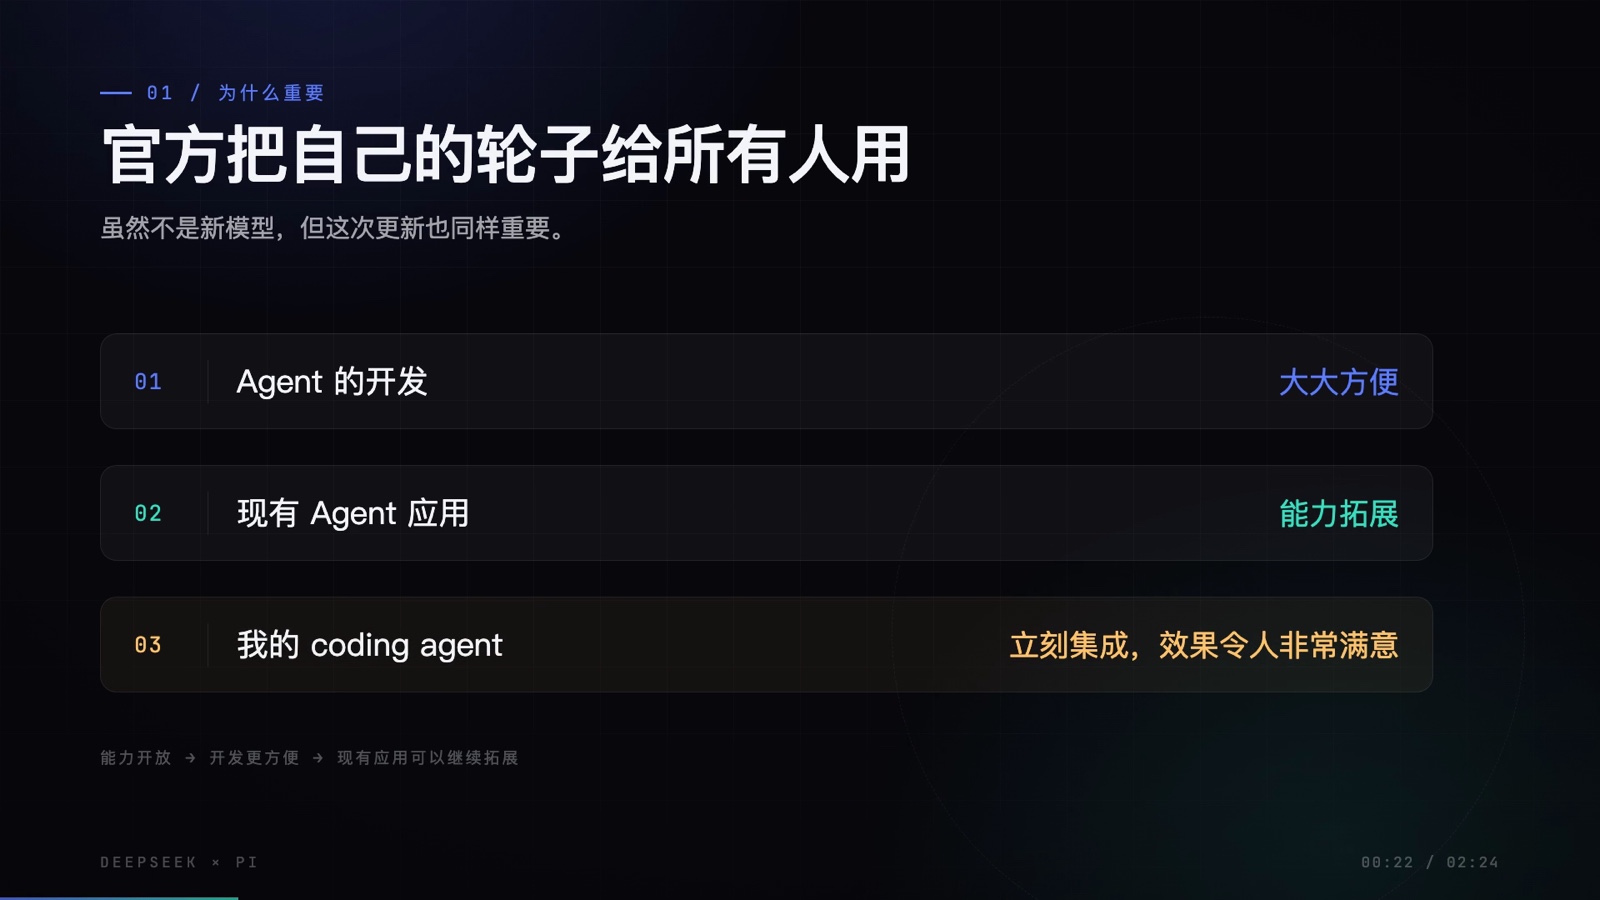 01 / 为什么重要
官方把自己的轮子给所有人用
虽然不是新模型，但这次更新也同样重要。
01 Agent 的开发 大大方便
02 现有 Agent 应用 能力拓展
03 我的 coding agent 立刻集成，效果令人非常满意
能力开放 → 开发更方便 → 现有应用可以继续拓展
DEEPSEEK × PI 00:22 / 02:24